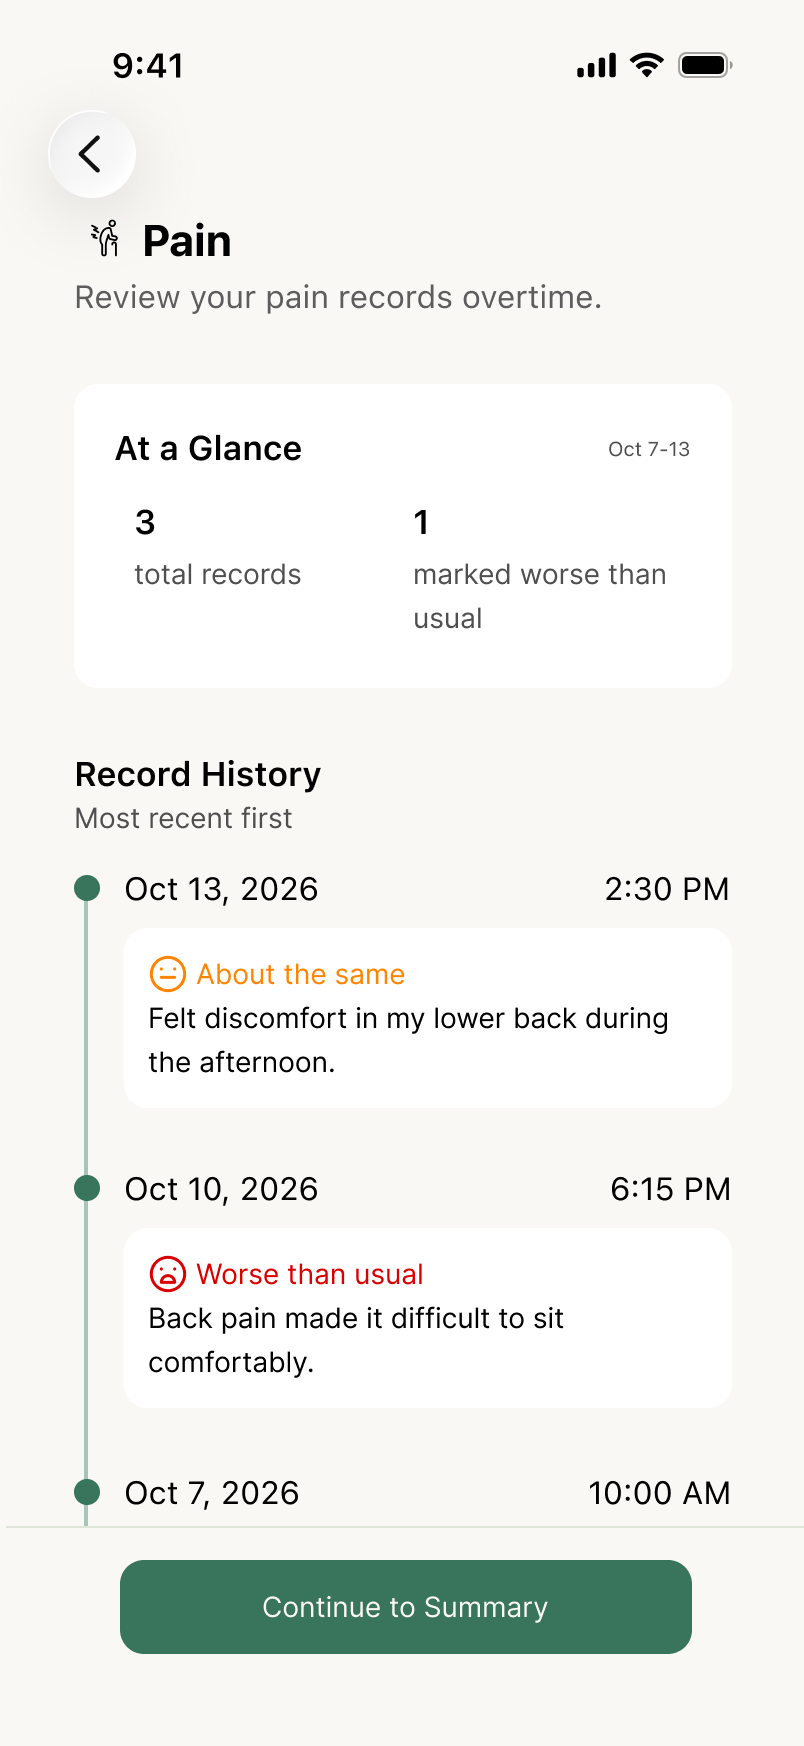 9:41
Pain
Review your pain records overtime.
At a Glance
Oct 7-13
3
total records
1
marked worse than
usual
Record History
Most recent first
Oct 13, 2026
2:30 PM
About the same
Felt discomfort in my lower back during
the afternoon.
Oct 10, 2026
6:15 PM
Worse than usual
Back pain made it difficult to sit
comfortably.
Oct 7, 2026
10:00 AM
Continue to Summary